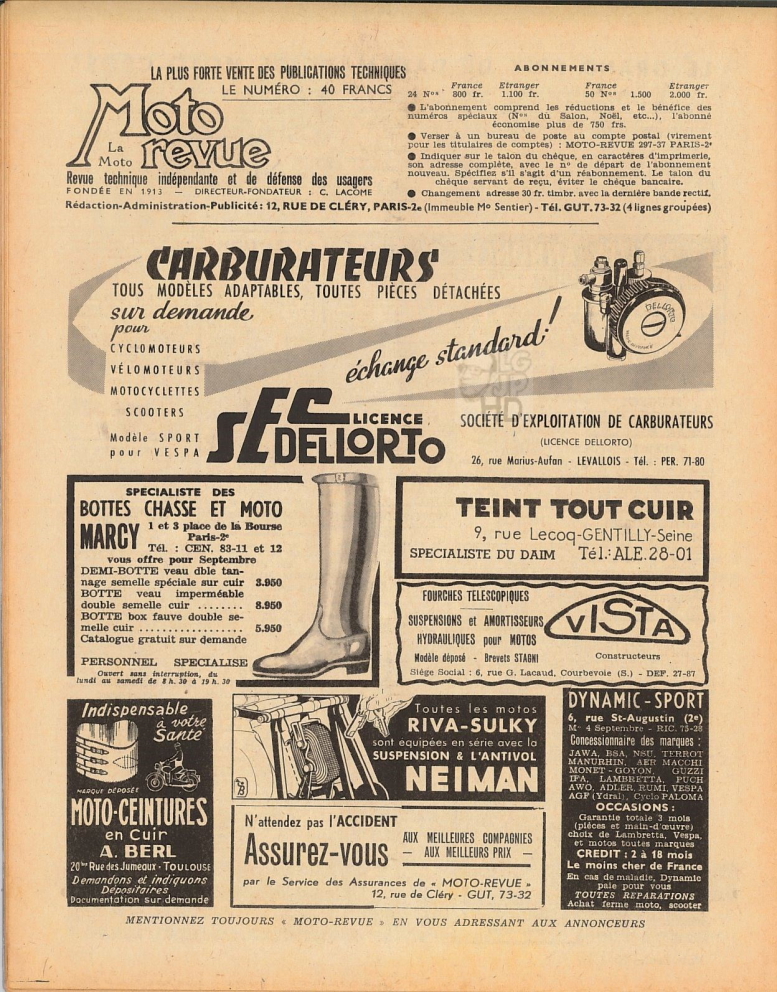 LA PLUS FORTE VENTE DES PUBLICATIONS TECHNIQUES
LE NUMÉRO : 40 FRANCS
Moto
revue
La
Moto
Revue technique indépendante et de défense des usagers
FONDÉE EN 1913 — DIRECTEUR-FONDATEUR : C. LACOME
ABONNEMENTS
France Etranger France Etranger
24 Nos 800 fr. 1.100 fr. 50 Nos 1.500 2.000 fr.
● L'abonnement comprend les réductions et le bénéfice des
numéros spéciaux (Nos du Salon, Noël, etc...), l'abonné
économise plus de 750 frs.
● Verser à un bureau de poste au compte postal (virement
pour les titulaires de comptes) : MOTO-REVUE 297-37 PARIS-2e
● Indiquer sur le talon du chèque, en caractères d'imprimerie,
son adresse complète, avec le n° de départ de l'abonnement
nouveau. Spécifiez s'il s'agit d'un réabonnement. Le talon du
chèque servant de reçu, éviter le chèque bancaire.
● Changement adresse 30 fr. timbr. avec la dernière bande rectif.
Rédaction-Administration-Publicité : 12, RUE DE CLÉRY, PARIS-2e (Immeuble Mo Sentier) - Tél. GUT. 73-32 (4 lignes groupées)
CARBURATEURS
TOUS MODÈLES ADAPTABLES, TOUTES PIÈCES DÉTACHÉES
sur demande
pour
CYCLOMOTEURS
VÉLOMOTEURS
MOTOCYCLETTES
SCOOTERS
Modèle SPORT
pour VESPA
échange standard !
DELLORTO
SEC LICENCE
DELLORTO
SOCIÉTÉ D'EXPLOITATION DE CARBURATEURS
(LICENCE DELLORTO)
26, rue Marius-Aufan - LEVALLOIS - Tél. : PER. 71-80
SPECIALISTE DES
BOTTES CHASSE ET MOTO
MARCY
1 et 3 place de la Bourse
Paris-2e
Tél. : CEN. 83-11 et 12
vous offre pour Septembre
DEMI-BOTTE veau dble tan-
nage semelle spéciale sur cuir 3.950
BOTTE veau imperméable
double semelle cuir ........ 8.950
BOTTE box fauve double se-
melle cuir .................. 5.950
Catalogue gratuit sur demande
PERSONNEL SPECIALISE
Ouvert sans interruption, du
lundi au samedi de 8 h. 30 à 19 h. 30
TEINT TOUT CUIR
9, rue Lecoq-GENTILLY-Seine
SPECIALISTE DU DAIM Tél.: ALE. 28-01
FOURCHES TELESCOPIQUES
SUSPENSIONS et AMORTISSEURS
HYDRAULIQUES pour MOTOS
Modèle déposé - Brevets STAGNI
VISTA
Constructeurs
Siège Social : 6, rue G. Lacaud, Courbevoie (S.) - DEF. 27-87
Indispensable
à votre
Santé
MARQUE DÉPOSÉE
MOTO-CEINTURES
en Cuir
A. BERL
20 bis Rue des Jumeaux - TOULOUSE
Demandons et indiquons
Dépositaires
Documentation sur demande
Toutes les motos
RIVA-SULKY
sont équipées en série avec la
SUSPENSION & L'ANTIVOL
NEIMAN
N'attendez pas l'ACCIDENT
Assurez-vous
AUX MEILLEURES COMPAGNIES
— AUX MEILLEURS PRIX —
par le Service des Assurances de « MOTO-REVUE »
12, rue de Cléry - GUT. 73-32
DYNAMIC-SPORT
6, rue St-Augustin (2e)
Mo 4 Septembre - RIC. 75-28
Concessionnaire des marques :
JAWA, BSA, NSU, TERROT
MANURHIN, AER MACCHI
MONET-GOYON, GUZZI
IFA, LAMBRETTA, PUCH
AWO, ADLER, RUMI, VESPA
AGF (Ydral), Cyclo PALOMA
OCCASIONS :
Garantie totale 3 mois
(pièces et main-d'œuvre)
choix de Lambretta, Vespa,
et motos toutes marques
CREDIT : 2 à 18 mois
Le moins cher de France
En cas de maladie, Dynamic
paie pour vous
TOUTES REPARATIONS
Achat ferme moto, scooter
MENTIONNEZ TOUJOURS « MOTO-REVUE » EN VOUS ADRESSANT AUX ANNONCEURS